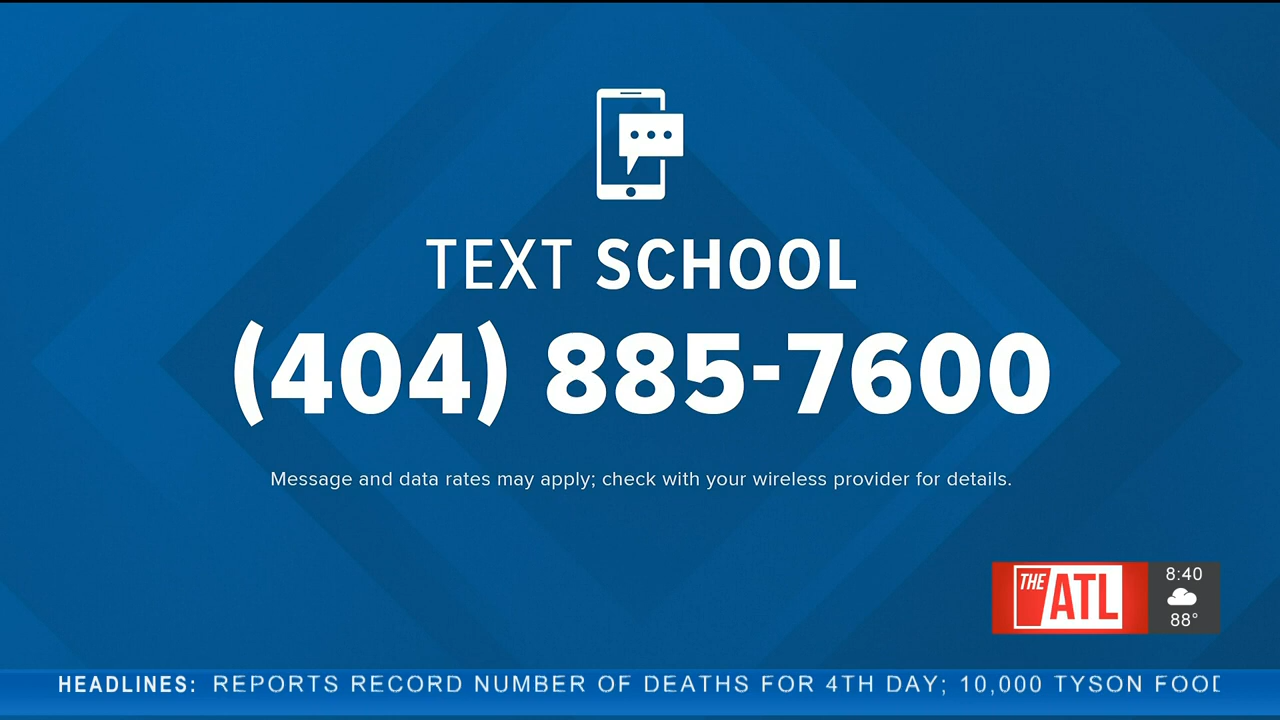 TEXT SCHOOL
(404) 885-7600
Message and data rates may apply; check with your wireless provider for details.
THE ATL
8:40
88°
HEADLINES: REPORTS RECORD NUMBER OF DEATHS FOR 4TH DAY; 10,000 TYSON FOOD